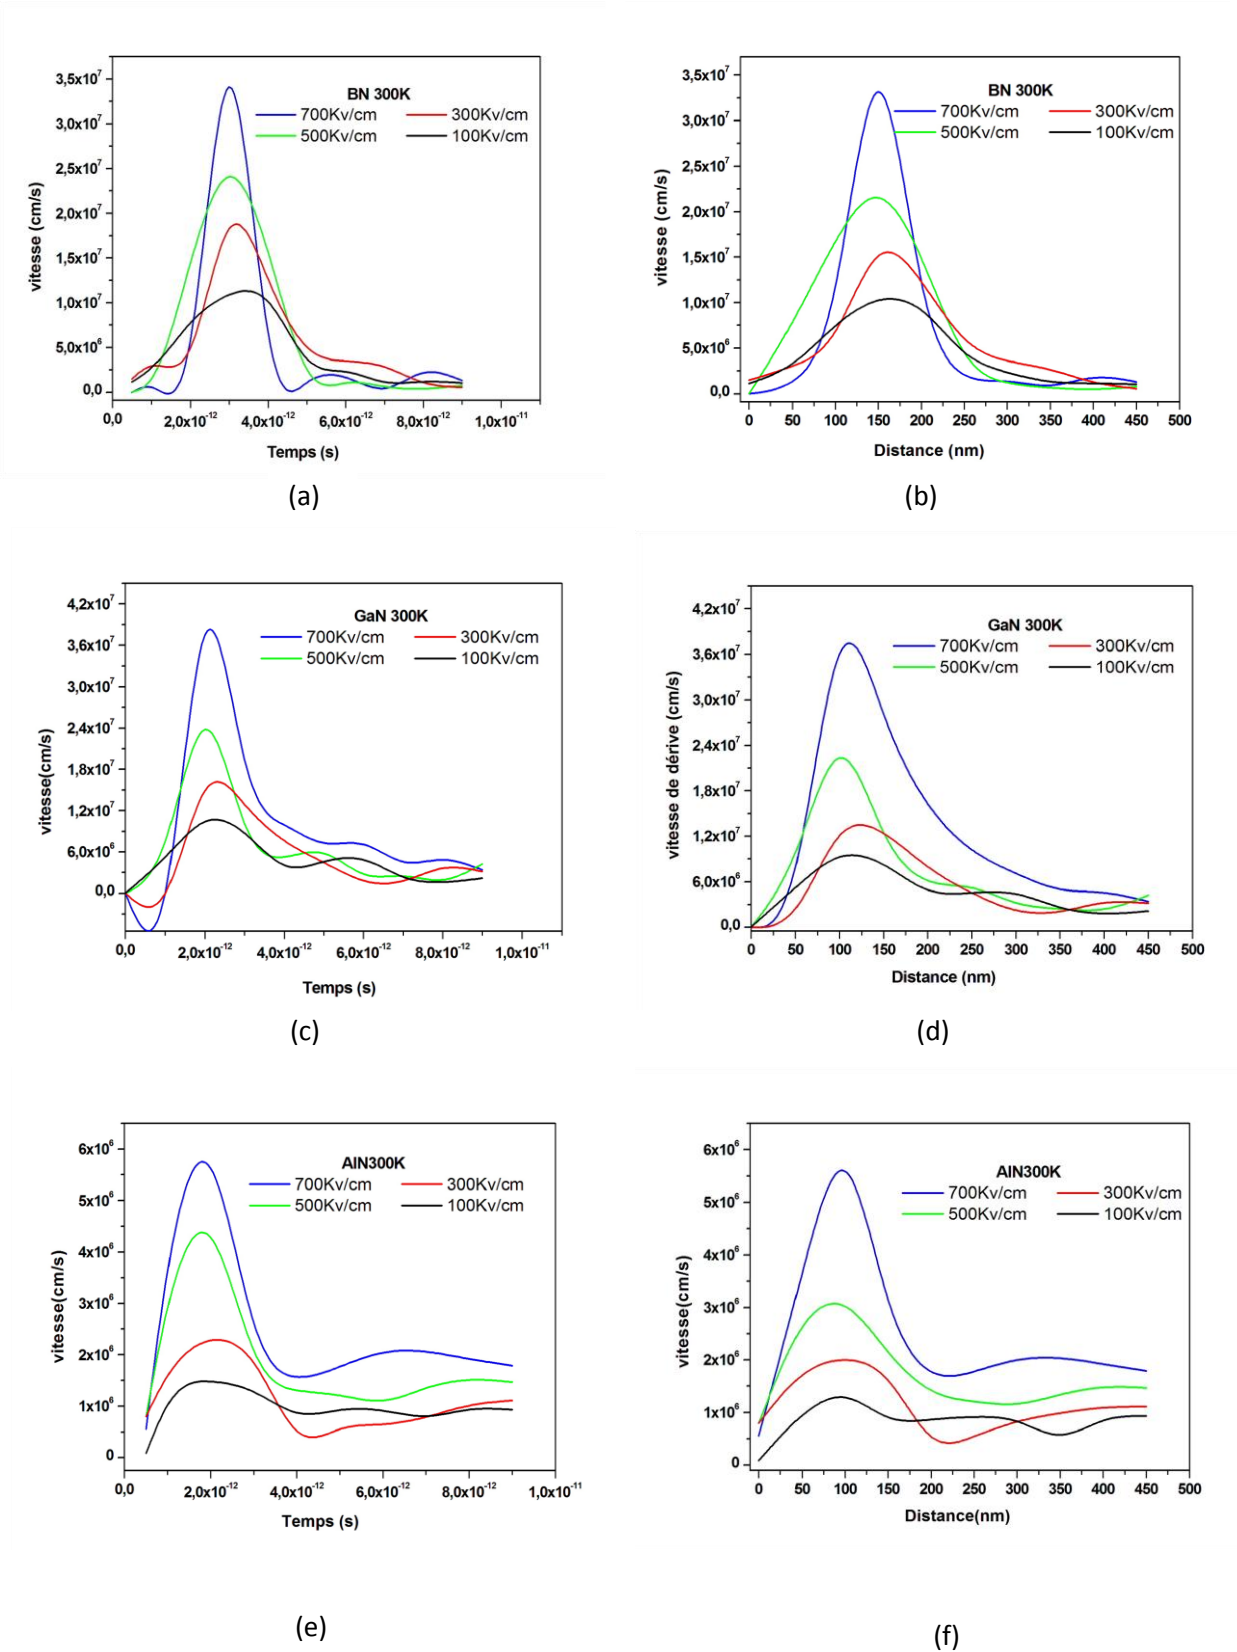 BN 300K
700Kv/cm 300Kv/cm
500Kv/cm 100Kv/cm
3,5x10⁷
3,0x10⁷
2,5x10⁷
2,0x10⁷
1,5x10⁷
1,0x10⁷
5,0x10⁶
0,0
vitesse (cm/s)
0,0 2,0x10⁻¹² 4,0x10⁻¹² 6,0x10⁻¹² 8,0x10⁻¹² 1,0x10⁻¹¹
Temps (s)
(a)
BN 300K
700Kv/cm 300Kv/cm
500Kv/cm 100Kv/cm
3,5x10⁷
3,0x10⁷
2,5x10⁷
2,0x10⁷
1,5x10⁷
1,0x10⁷
5,0x10⁶
0,0
vitesse (cm/s)
0 50 100 150 200 250 300 350 400 450 500
Distance (nm)
(b)
GaN 300K
700Kv/cm 300Kv/cm
500Kv/cm 100Kv/cm
4,2x10⁷
3,6x10⁷
3,0x10⁷
2,4x10⁷
1,8x10⁷
1,2x10⁷
6,0x10⁶
0,0
vitesse(cm/s)
0,0 2,0x10⁻¹² 4,0x10⁻¹² 6,0x10⁻¹² 8,0x10⁻¹² 1,0x10⁻¹¹
Temps (s)
(c)
GaN 300K
700Kv/cm 300Kv/cm
500Kv/cm 100Kv/cm
4,2x10⁷
3,6x10⁷
3,0x10⁷
2,4x10⁷
1,8x10⁷
1,2x10⁷
6,0x10⁶
0,0
vitesse de dérive (cm/s)
0 50 100 150 200 250 300 350 400 450 500
Distance (nm)
(d)
AlN300K
700Kv/cm 300Kv/cm
500Kv/cm 100Kv/cm
6x10⁶
5x10⁶
4x10⁶
3x10⁶
2x10⁶
1x10⁶
0
vitesse(cm/s)
0,0 2,0x10⁻¹² 4,0x10⁻¹² 6,0x10⁻¹² 8,0x10⁻¹² 1,0x10⁻¹¹
Temps (s)
(e)
AlN300K
700Kv/cm 300Kv/cm
500Kv/cm 100Kv/cm
6x10⁶
5x10⁶
4x10⁶
3x10⁶
2x10⁶
1x10⁶
0
vitesse(cm/s)
0 50 100 150 200 250 300 350 400 450 500
Distance(nm)
(f)